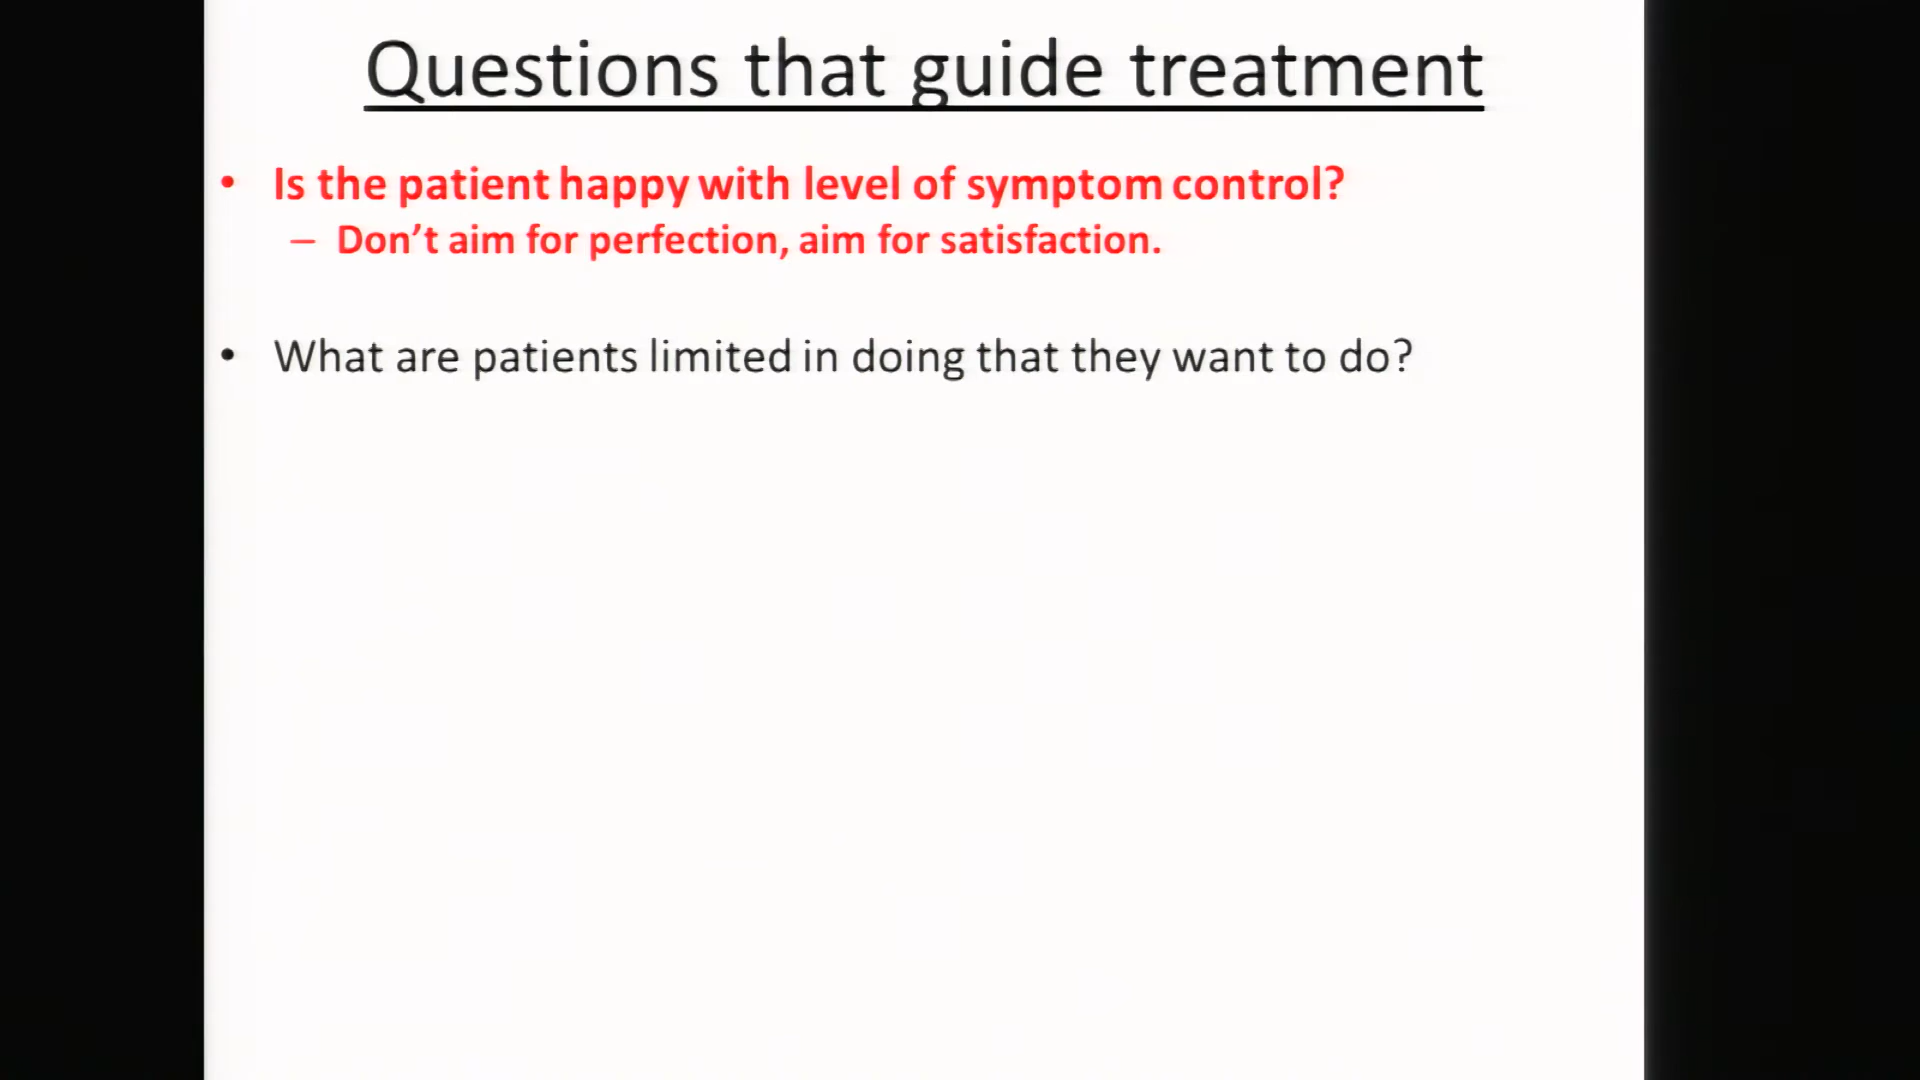 Questions that guide treatment
• Is the patient happy with level of symptom control?
– Don’t aim for perfection, aim for satisfaction.
• What are patients limited in doing that they want to do?